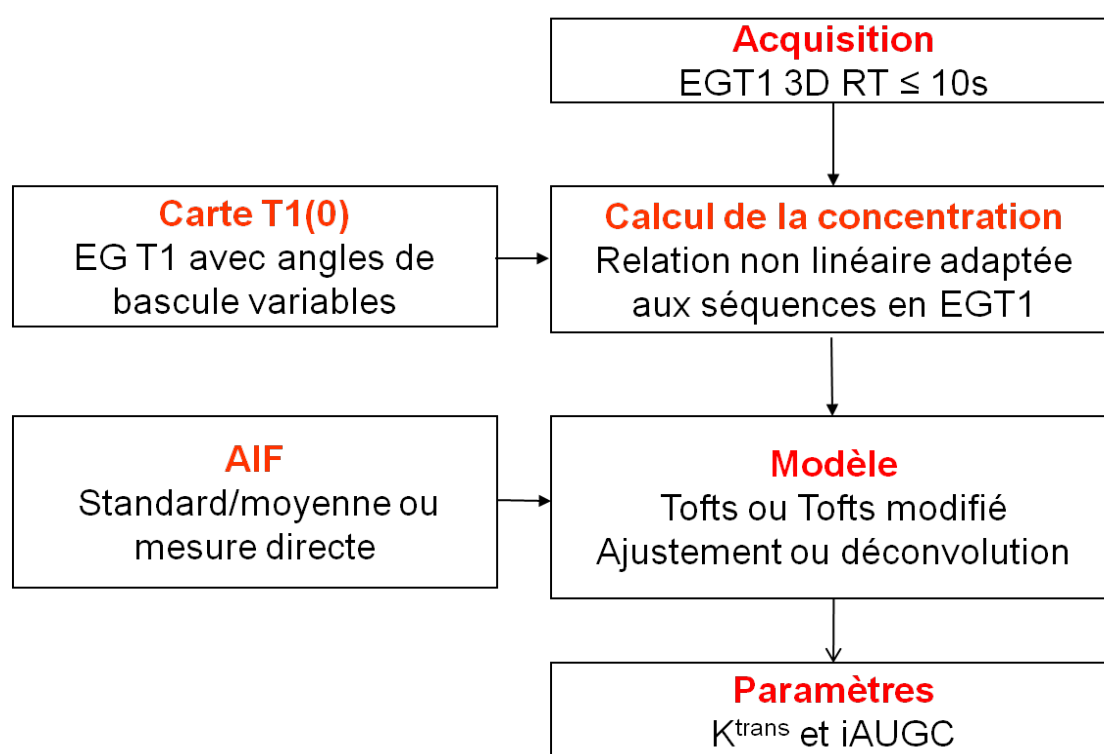 Acquisition
EGT1 3D RT ≤ 10s
Carte T1(0)
EG T1 avec angles de
bascule variables
Calcul de la concentration
Relation non linéaire adaptée
aux séquences en EGT1
AIF
Standard/moyenne ou
mesure directe
Modèle
Tofts ou Tofts modifié
Ajustement ou déconvolution
Paramètres
K^trans et iAUGC